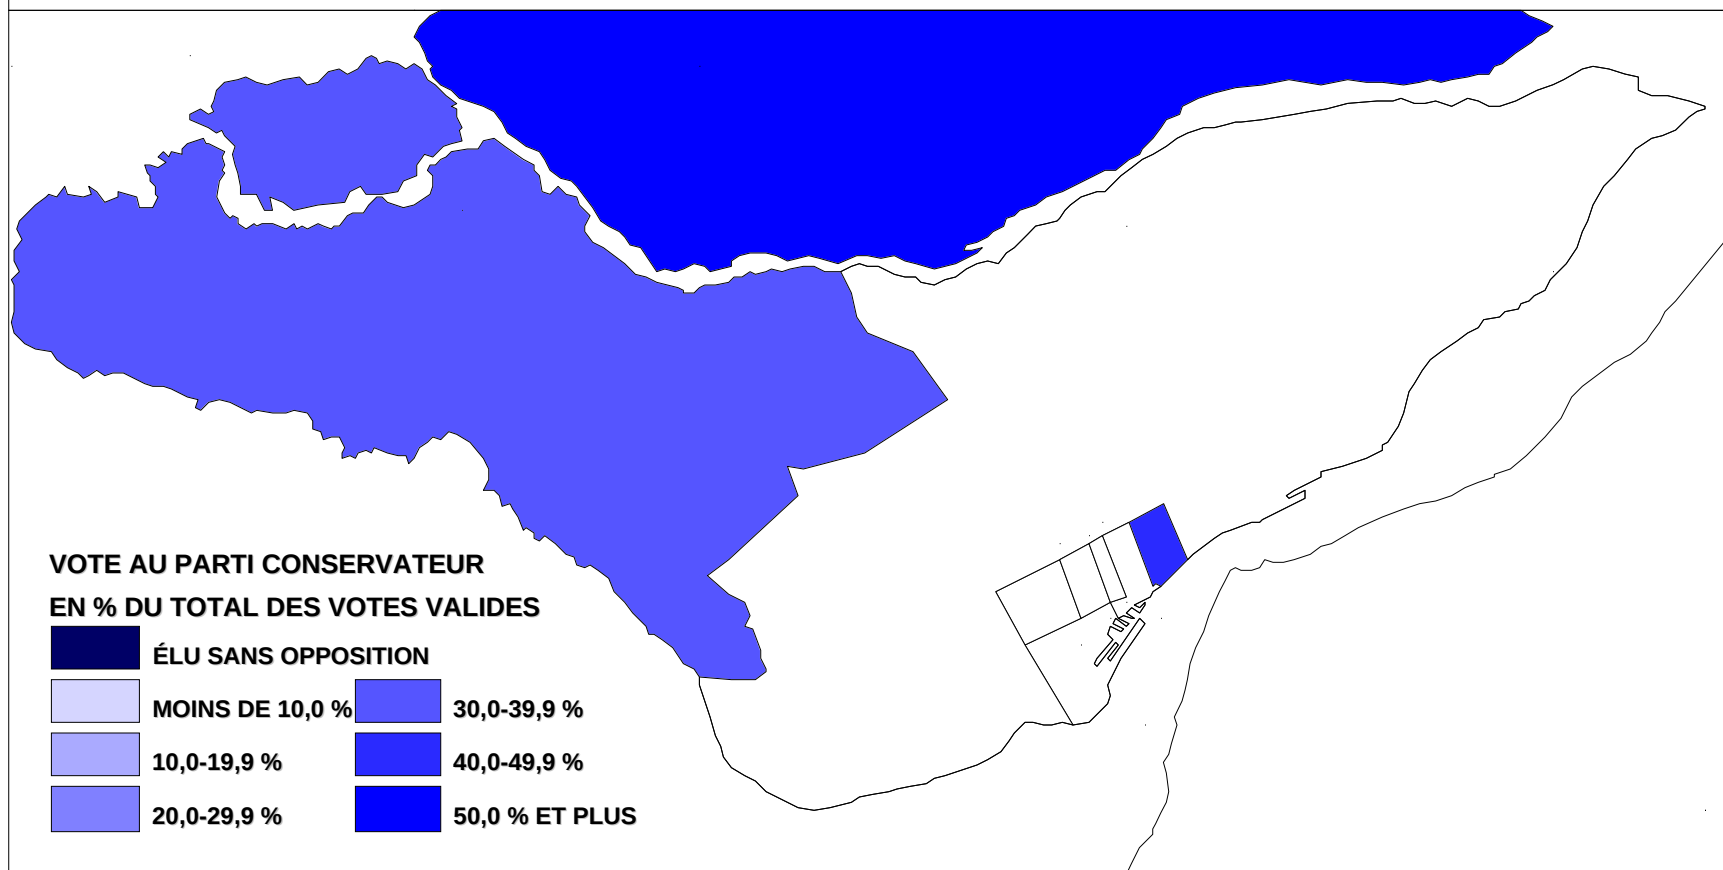 VOTE AU PARTI CONSERVATEUR
EN % DU TOTAL DES VOTES VALIDES
ÉLU SANS OPPOSITION
MOINS DE 10,0 %
10,0-19,9 %
20,0-29,9 %
30,0-39,9 %
40,0-49,9 %
50,0 % ET PLUS